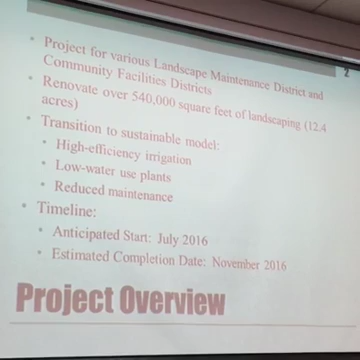 2
• Project for various Landscape Maintenance District and
Community Facilities Districts
• Renovate over 540,000 square feet of landscaping (12.4
acres)
• Transition to sustainable model:
• High-efficiency irrigation
• Low-water use plants
• Reduced maintenance
• Timeline:
• Anticipated Start: July 2016
• Estimated Completion Date: November 2016
Project Overview